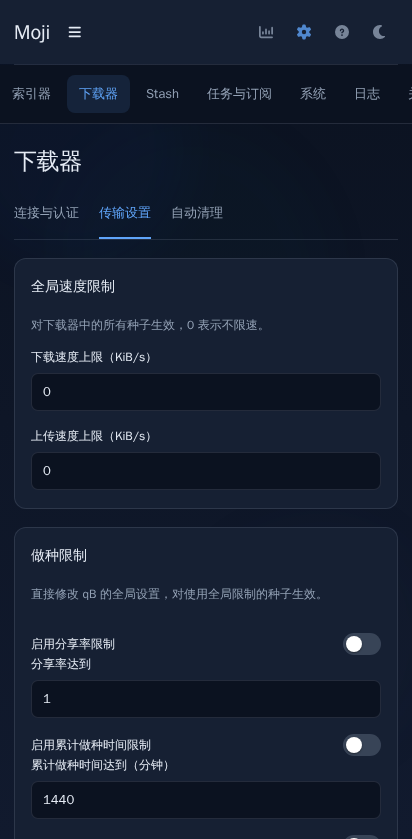 Moji
索引器 下载器 Stash 任务与订阅 系统 日志
下载器
连接与认证 传输设置 自动清理
全局速度限制
对下载器中的所有种子生效，0 表示不限速。
下载速度上限（KiB/s）
0
上传速度上限（KiB/s）
0
做种限制
直接修改 qB 的全局设置，对使用全局限制的种子生效。
启用分享率限制
分享率达到
1
启用累计做种时间限制
累计做种时间达到（分钟）
1440